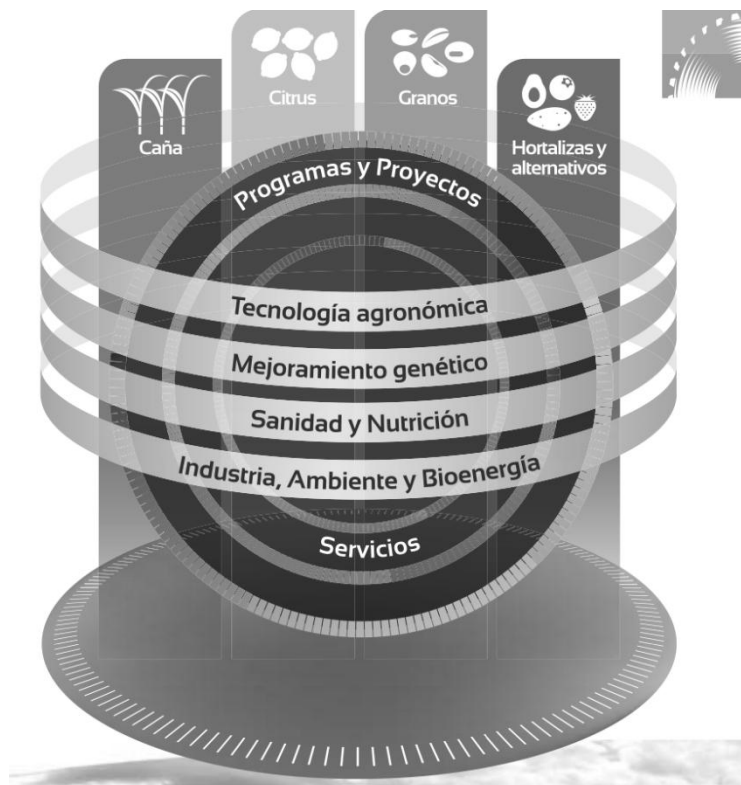 Caña
Citrus
Granos
Hortalizas y
alternativos
Programas y Proyectos
Tecnología agronómica
Mejoramiento genético
Sanidad y Nutrición
Industria, Ambiente y Bioenergía
Servicios